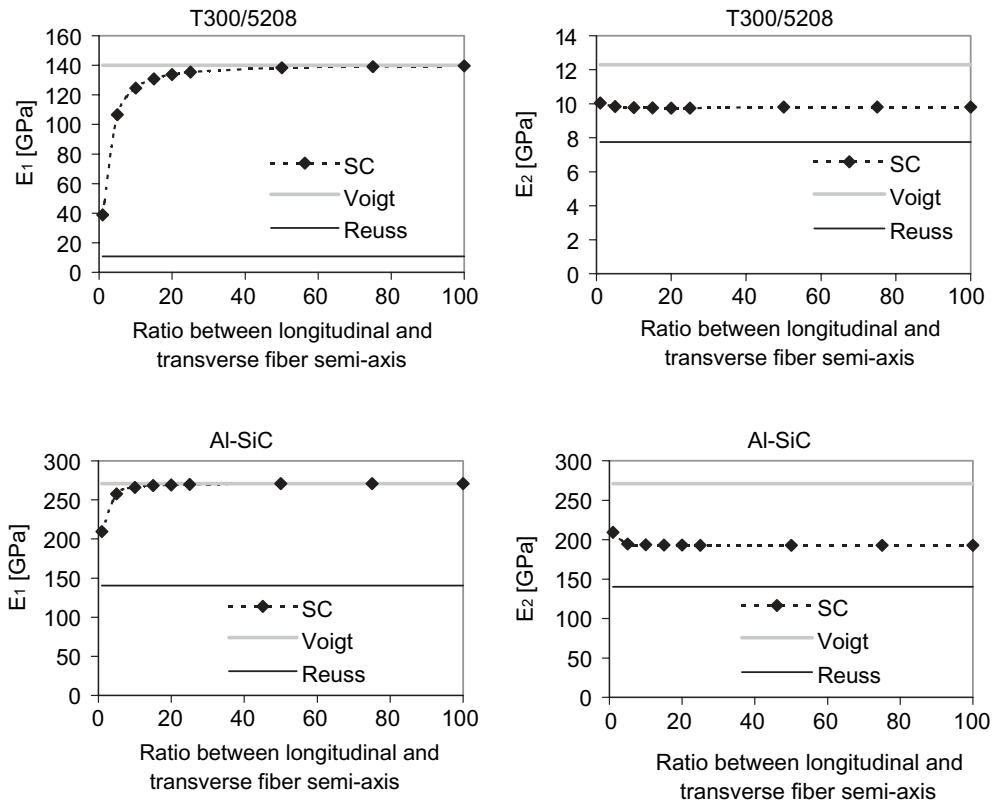 T300/5208
160
140
120
100
80
60
40
20
0
E1 [GPa]
SC
Voigt
Reuss
0 20 40 60 80 100
Ratio between longitudinal and
transverse fiber semi-axis
T300/5208
14
12
10
8
6
4
2
0
E2 [GPa]
SC
Voigt
Reuss
0 20 40 60 80 100
Ratio between longitudinal and
transverse fiber semi-axis
Al-SiC
300
250
200
150
100
50
0
E1 [GPa]
SC
Voigt
Reuss
0 20 40 60 80 100
Ratio between longitudinal and
transverse fiber semi-axis
Al-SiC
300
250
200
150
100
50
0
E2 [GPa]
SC
Voigt
Reuss
0 20 40 60 80 100
Ratio between longitudinal and
transverse fiber semi-axis